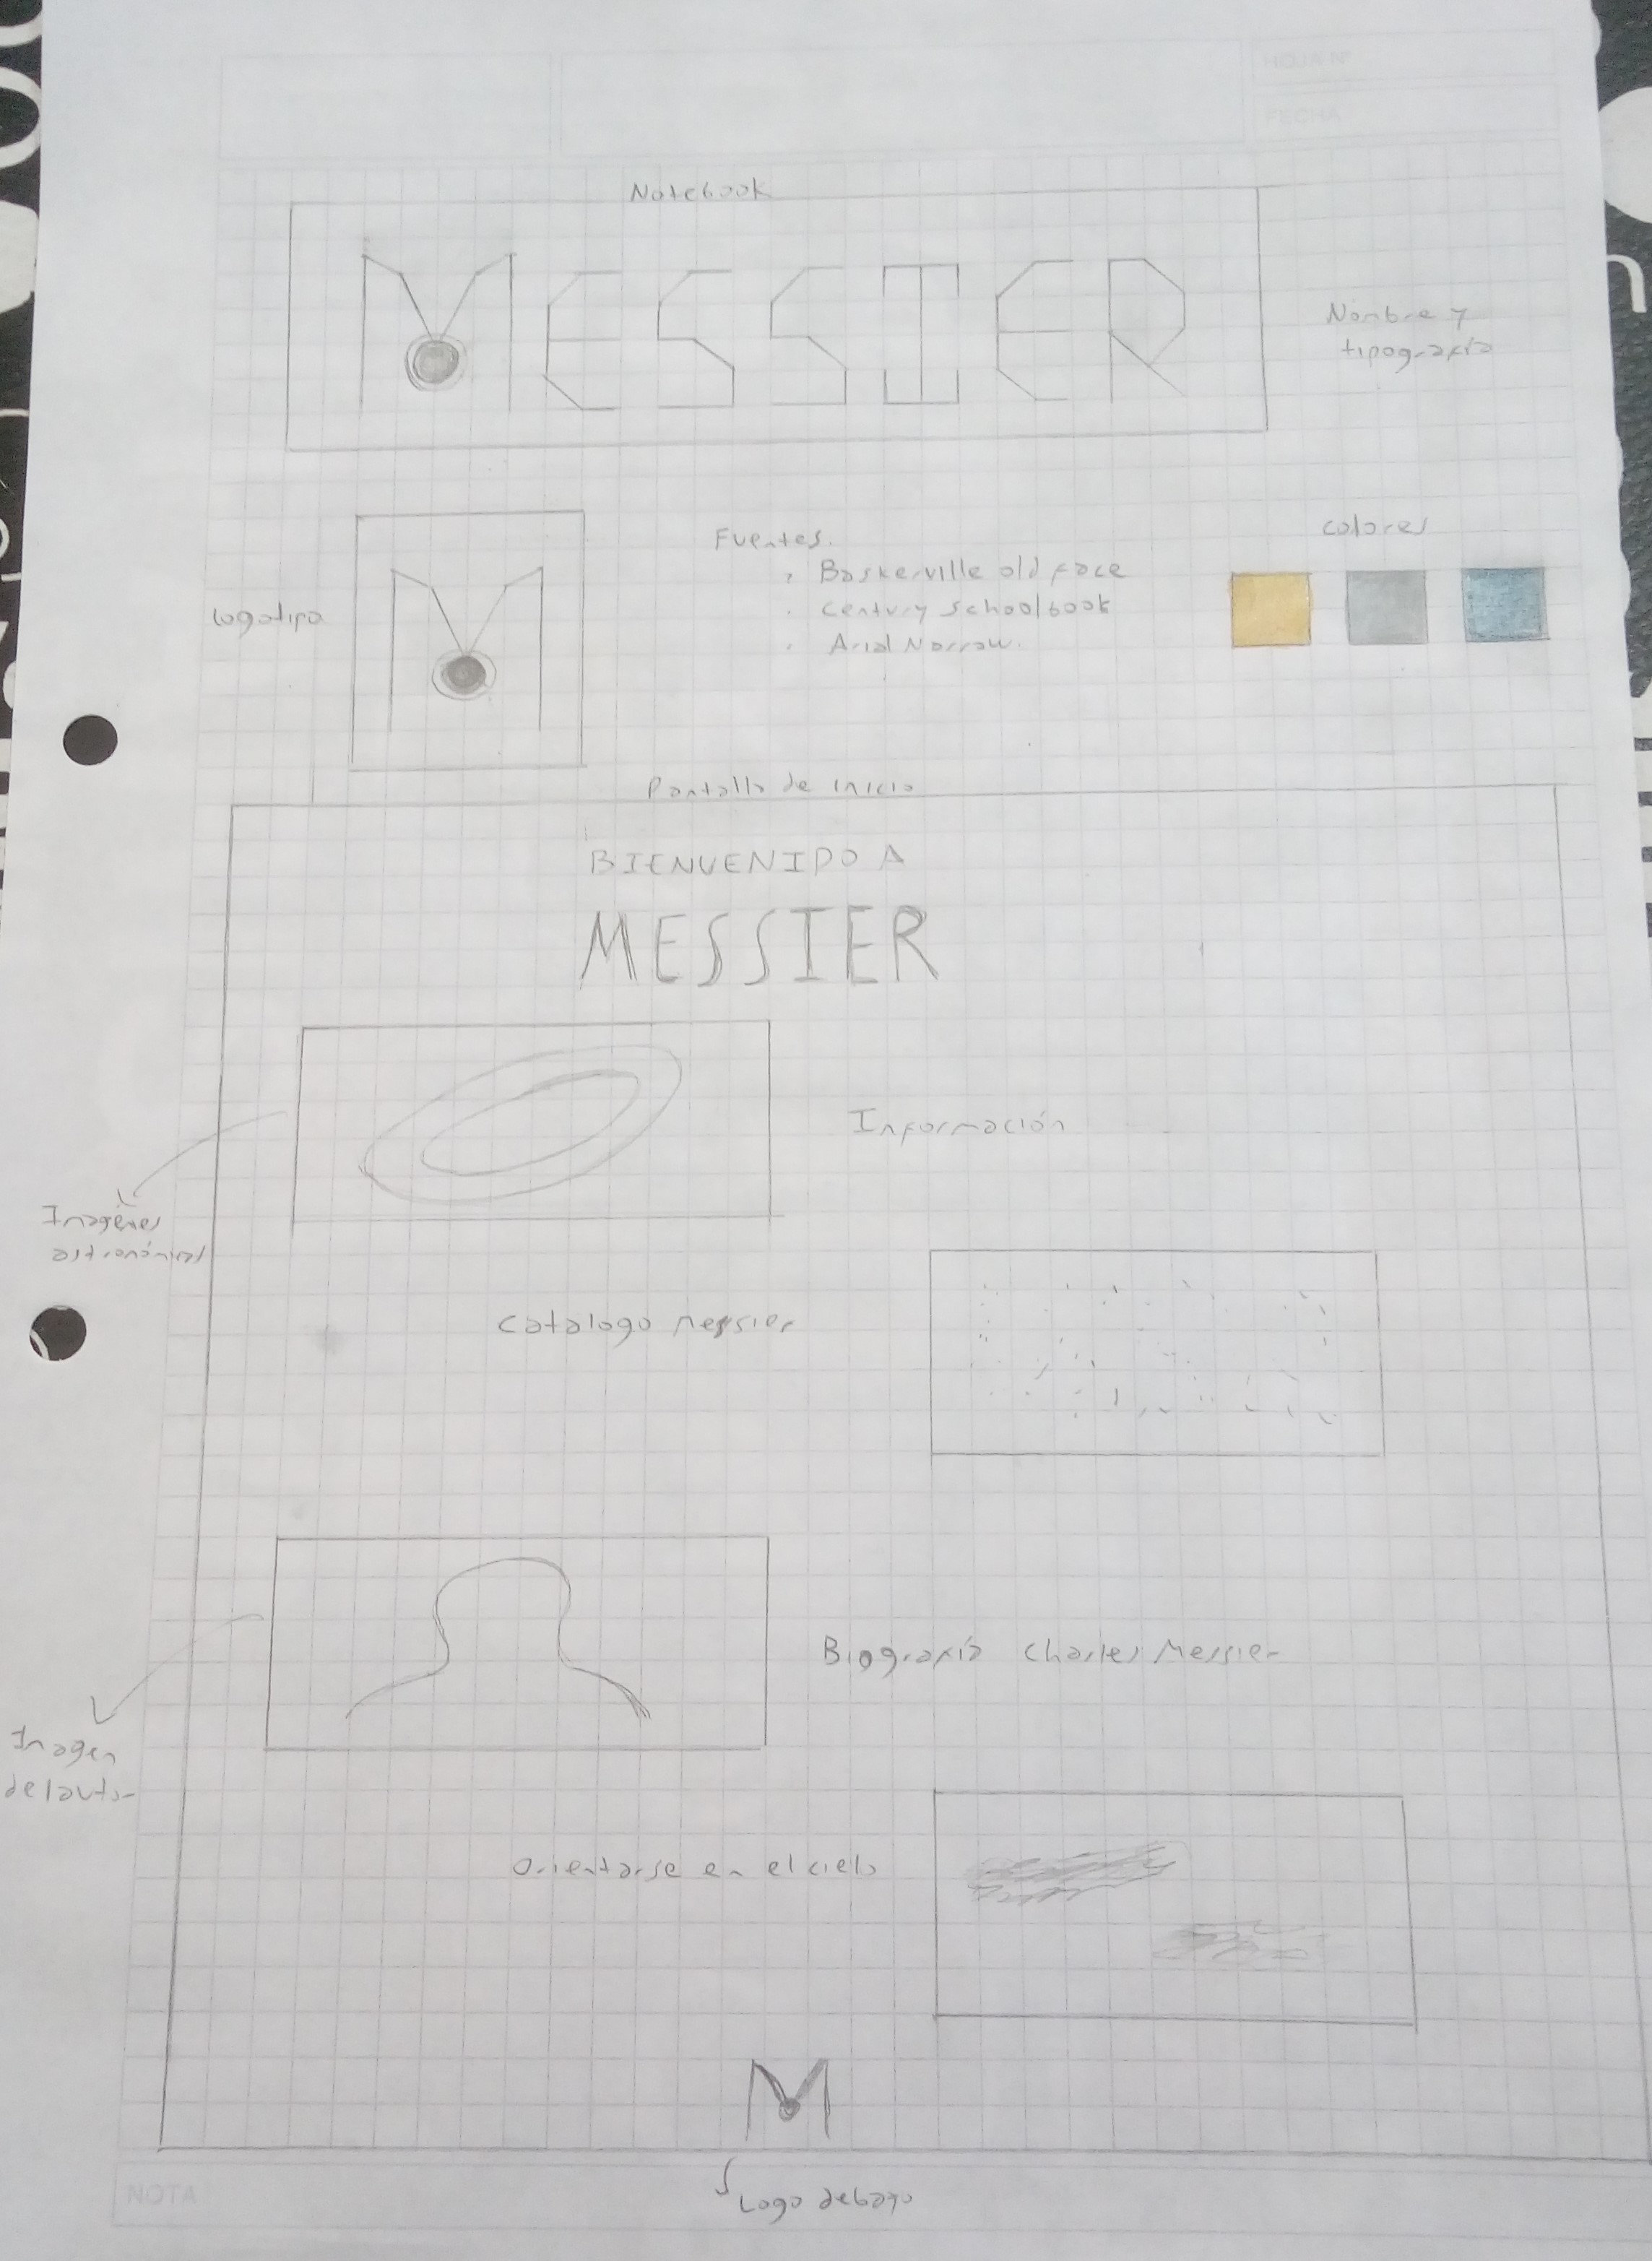 HOJA Nº
FECHA
Notebook
MESSIER
Nombre y
tipografía
Logotipo
Fuentes.
· Baskerville old face
· Century Schoolbook
· Arial Narrow.
colores
M
Pantalla de inicio
BIENVENIDO A
MESSIER
Información
Imagenes
astronómicas
Catalogo Messier
Biografía Charles Messier
Imagen
del autor
Orientarse en el cielo
M
Logo debajo
NOTA